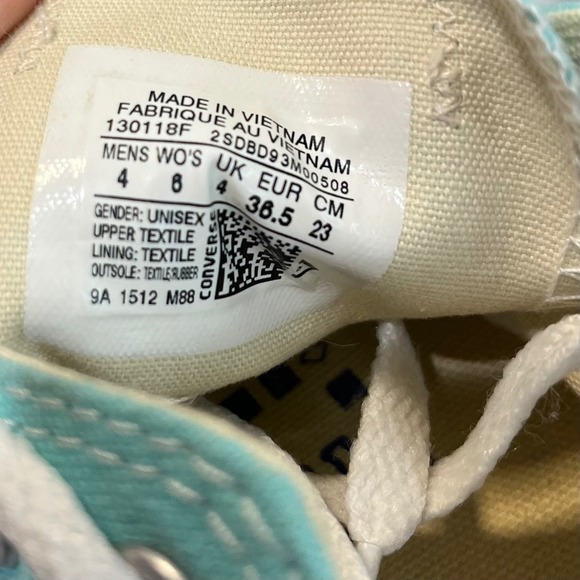 MADE IN VIETNAM
FABRIQUE AU VIETNAM
130118F 2SDBD93M00508
MENS WO'S UK EUR CM
4 6 4 36.5 23
GENDER: UNISEX
UPPER TEXTILE
LINING: TEXTILE
OUTSOLE: TEXTILE/RUBBER
9A 1512 M88
CONVERSE